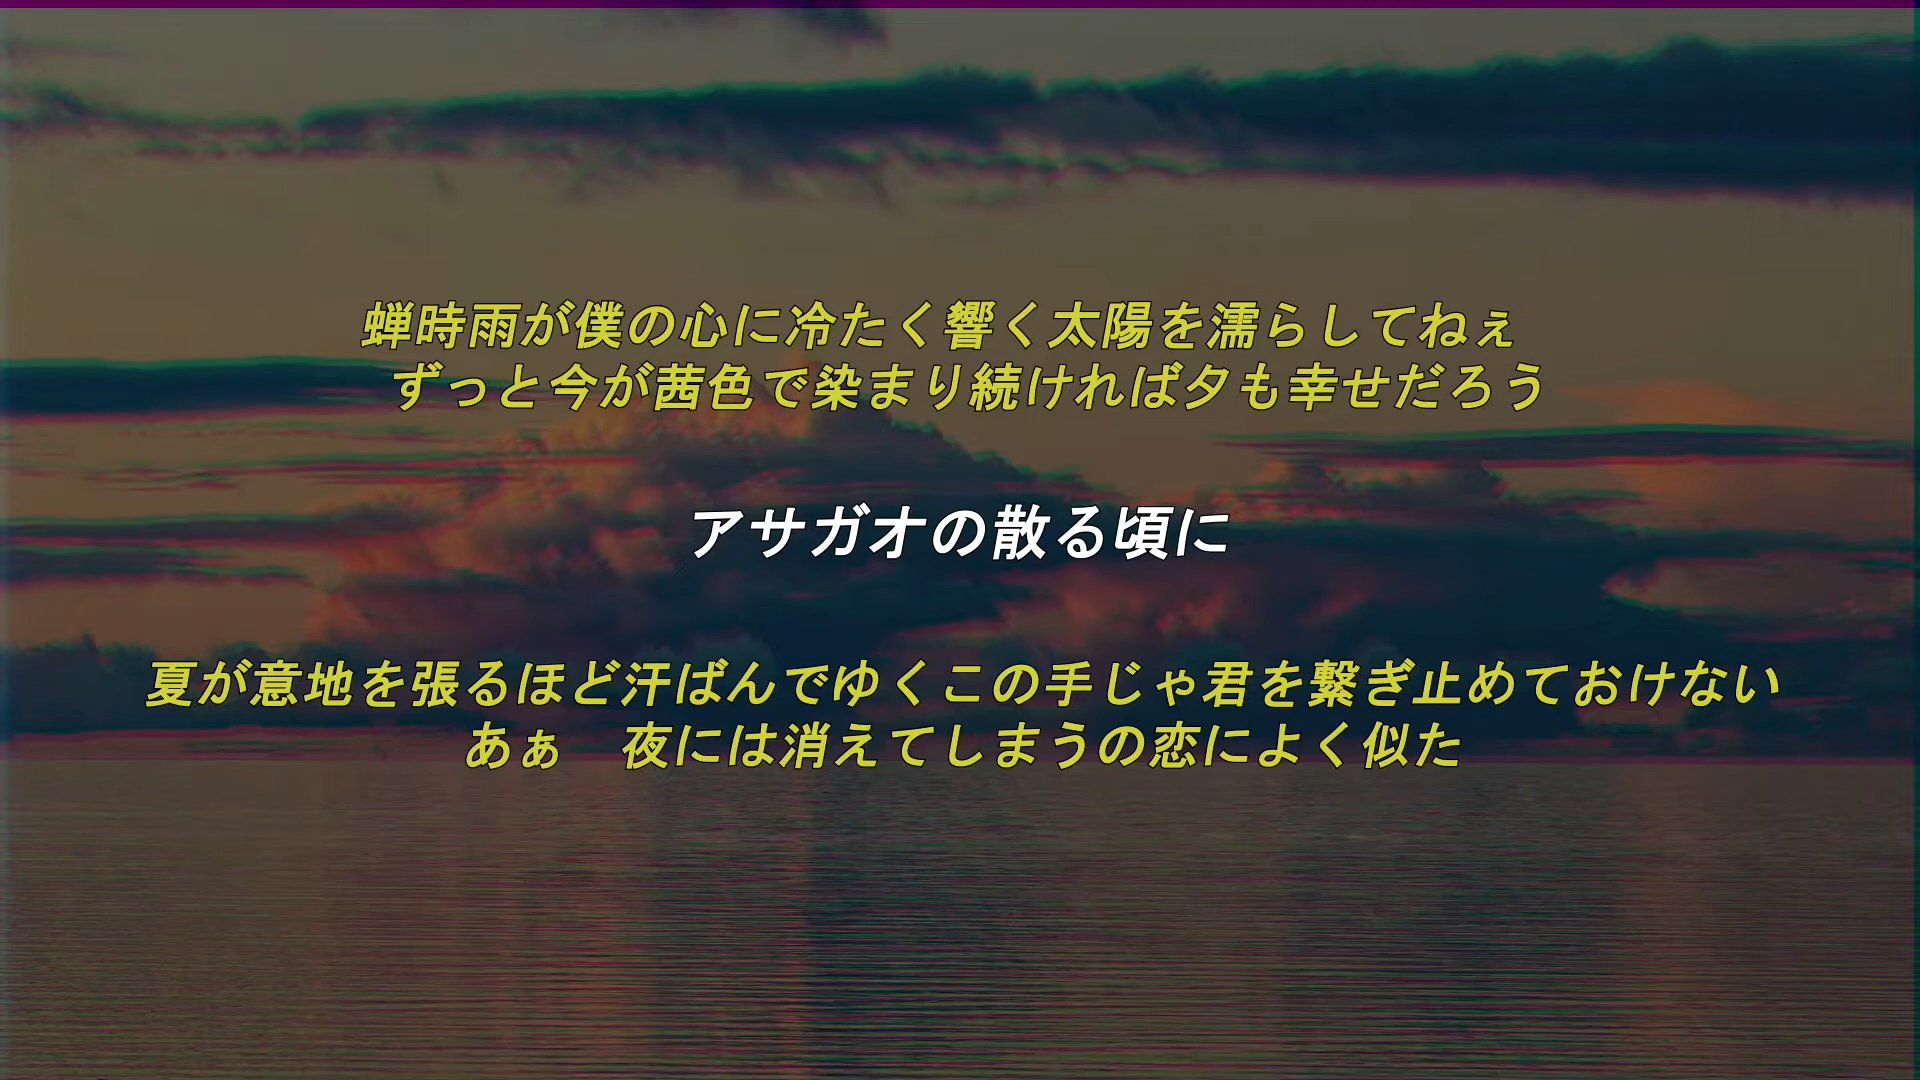 蝉時雨が僕の心に冷たく響く太陽を濡らしてねぇ
ずっと今が茜色で染まり続ければ夕も幸せだろう
アサガオの散る頃に
夏が意地を張るほど汗ばんでゆくこの手じゃ君を繋ぎ止めておけない
あぁ　夜には消えてしまうの恋によく似た